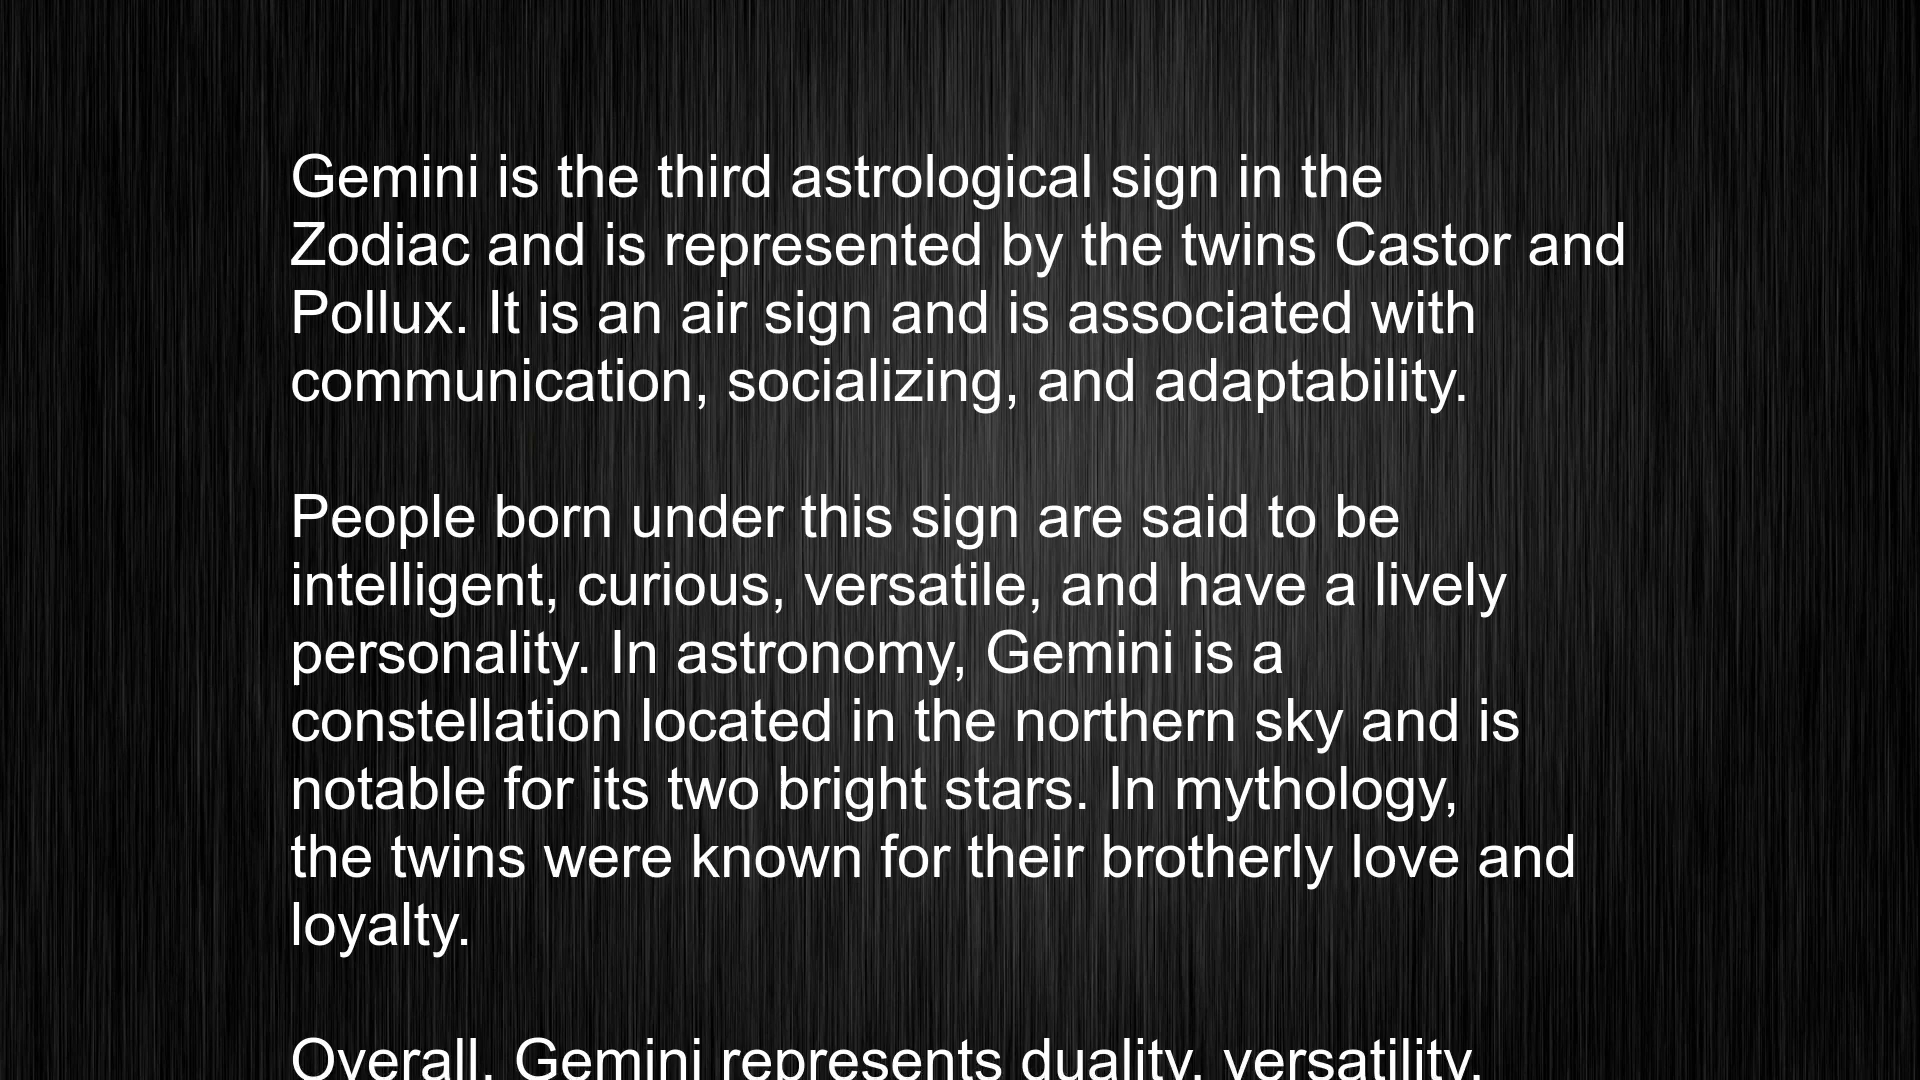 Gemini is the third astrological sign in the
Zodiac and is represented by the twins Castor and
Pollux. It is an air sign and is associated with
communication, socializing, and adaptability.
People born under this sign are said to be
intelligent, curious, versatile, and have a lively
personality. In astronomy, Gemini is a
constellation located in the northern sky and is
notable for its two bright stars. In mythology,
the twins were known for their brotherly love and
loyalty.
Overall, Gemini represents duality, versatility,